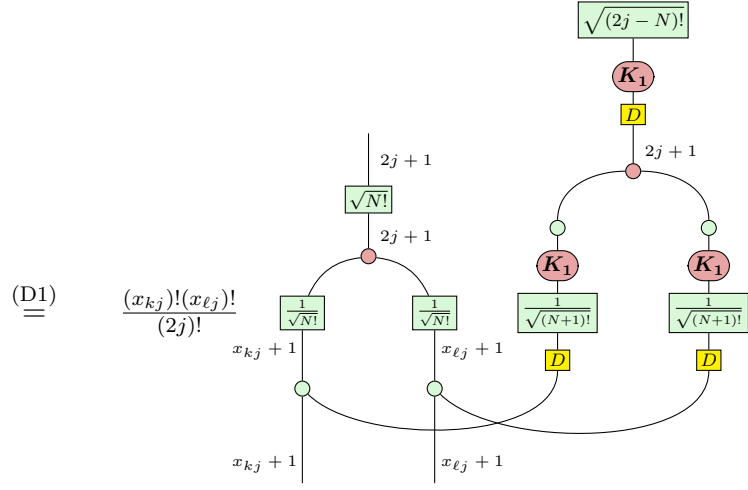 √(2j − N)!
K₁
D
2j + 1
2j + 1
√N!
2j + 1
K₁ K₁
(D1)
=
(x_{kj})!(x_{ℓj})!
(2j)!
1/√N! 1/√N! 1/√(N+1)! 1/√(N+1)!
x_{kj} + 1 x_{ℓj} + 1 D D
x_{kj} + 1 x_{ℓj} + 1